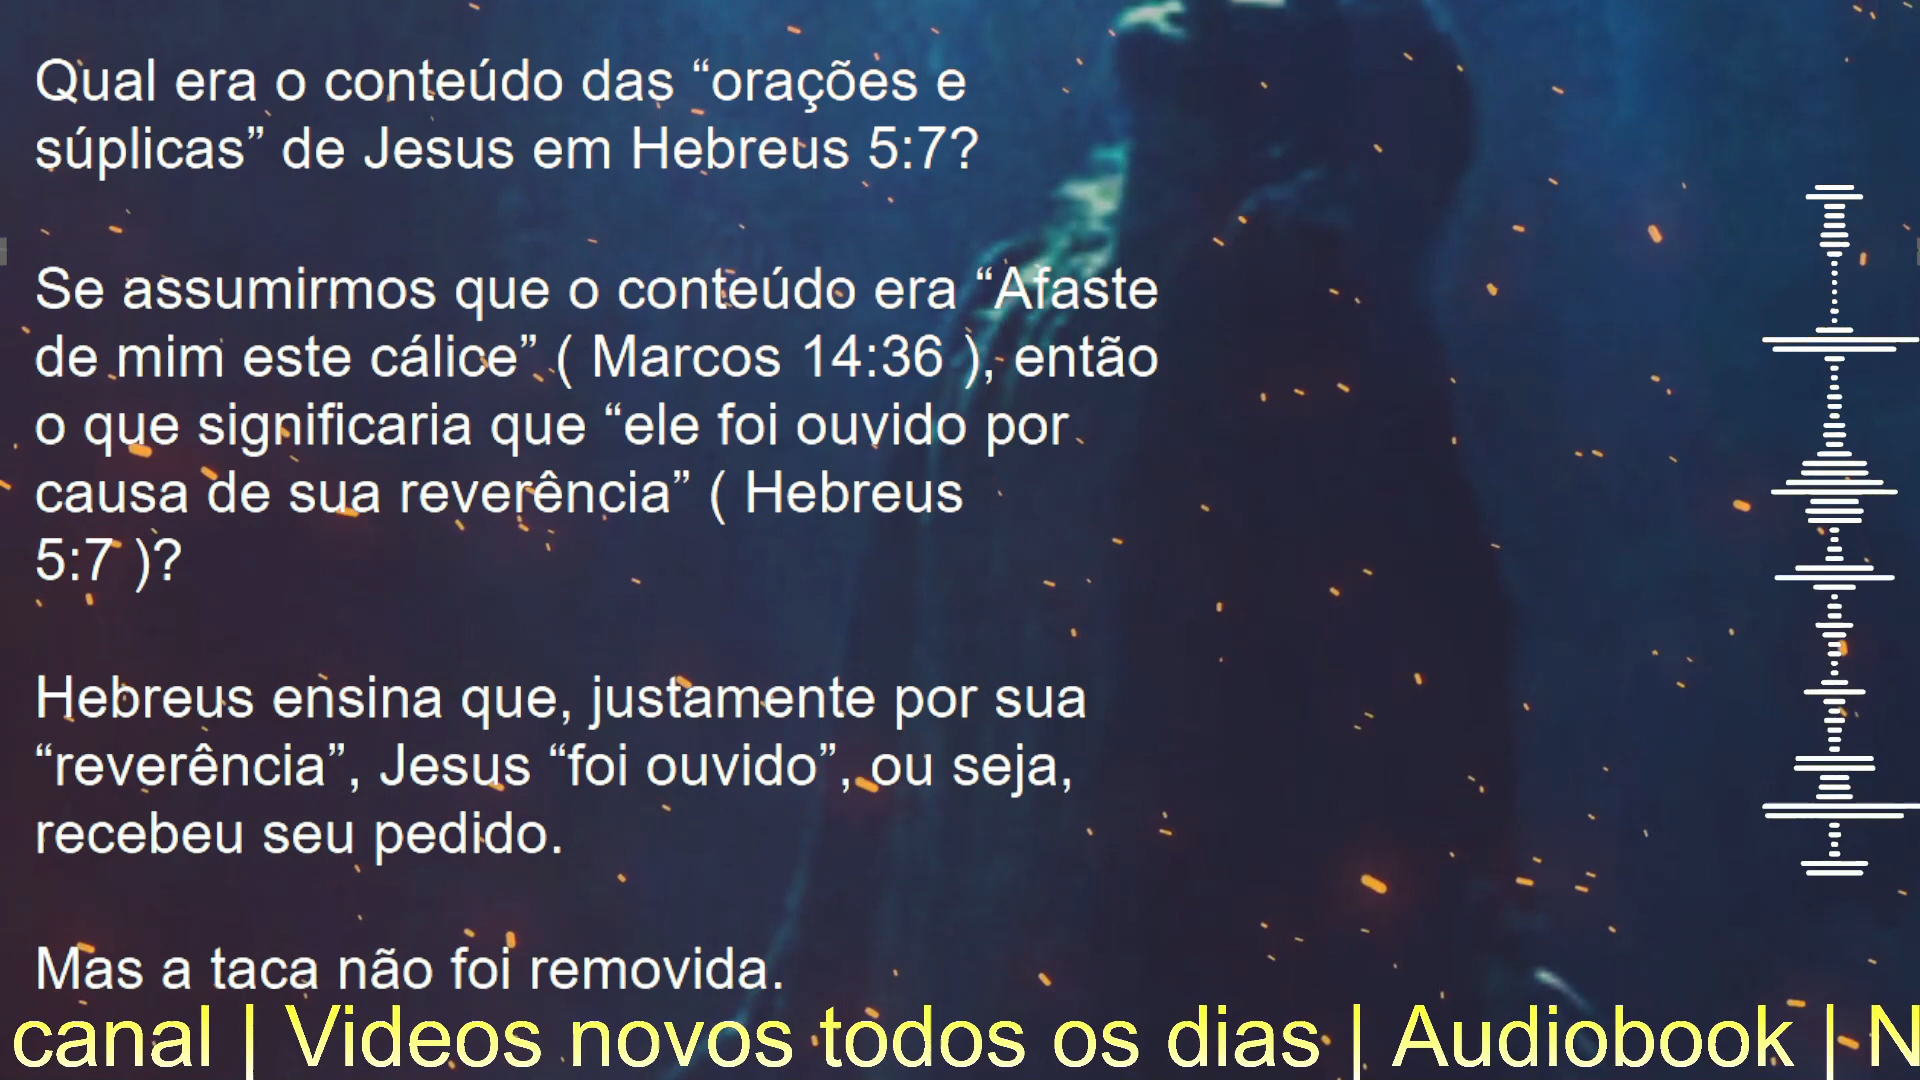 Qual era o conteúdo das “orações e
súplicas” de Jesus em Hebreus 5:7?
Se assumirmos que o conteúdo era “Afaste
de mim este cálice” ( Marcos 14:36 ), então
o que significaria que “ele foi ouvido por
causa de sua reverência” ( Hebreus
5:7 )?
Hebreus ensina que, justamente por sua
“reverência”, Jesus “foi ouvido”, ou seja,
recebeu seu pedido.
Mas a taca não foi removida.
canal | Videos novos todos os dias | Audiobook | N